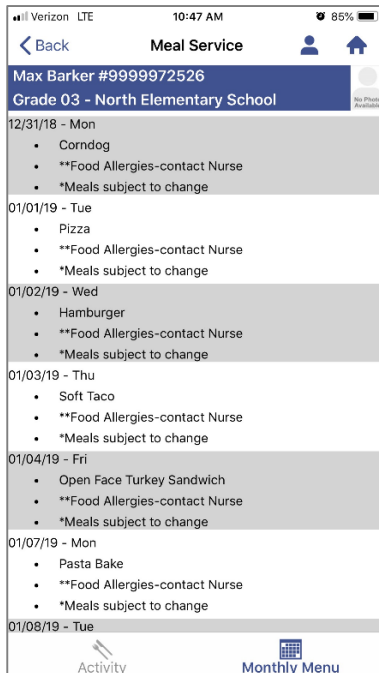 Verizon LTE 10:47 AM 85%
Back Meal Service
Max Barker #9999972526
Grade 03 - North Elementary School
No Photo
Available
12/31/18 - Mon
• Corndog
• **Food Allergies-contact Nurse
• *Meals subject to change
01/01/19 - Tue
• Pizza
• **Food Allergies-contact Nurse
• *Meals subject to change
01/02/19 - Wed
• Hamburger
• **Food Allergies-contact Nurse
• *Meals subject to change
01/03/19 - Thu
• Soft Taco
• **Food Allergies-contact Nurse
• *Meals subject to change
01/04/19 - Fri
• Open Face Turkey Sandwich
• **Food Allergies-contact Nurse
• *Meals subject to change
01/07/19 - Mon
• Pasta Bake
• **Food Allergies-contact Nurse
• *Meals subject to change
01/08/19 - Tue
Activity Monthly Menu